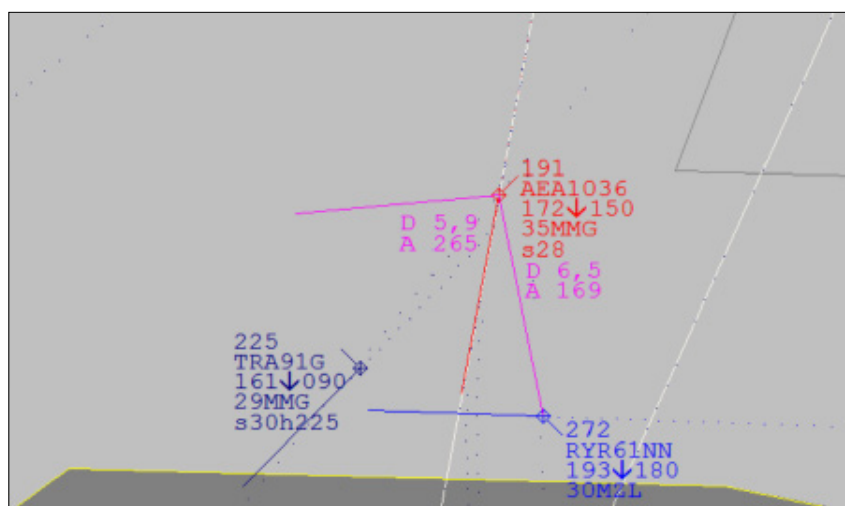 191
AEA1036
172↓150
35MMG
s28
D 5,9
A 265
D 6,5
A 169
225
TRA91G
161↓090
29MMG
s30h225
272
RYR61NN
193↓180
30MZL